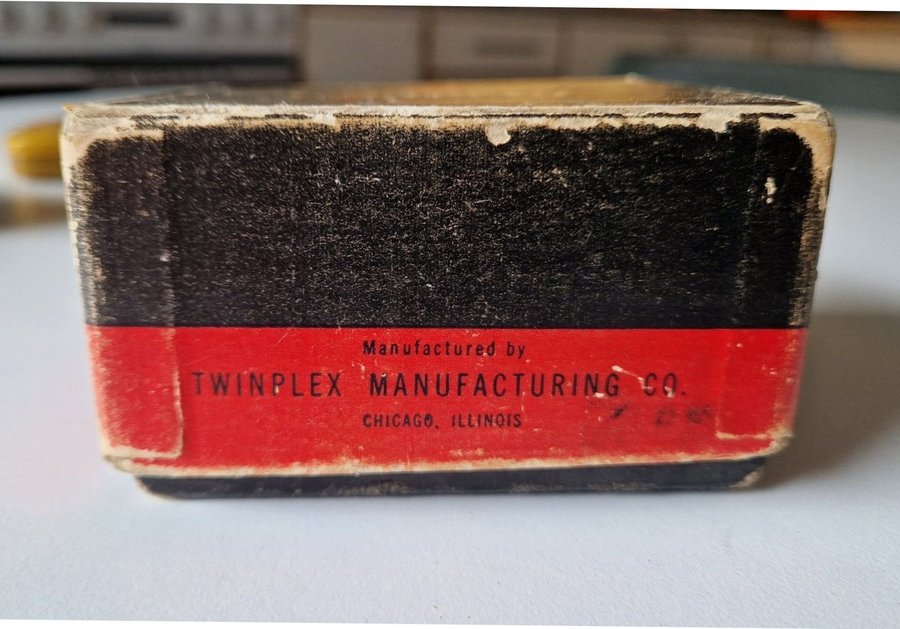 Manufactured by
TWINPLEX MANUFACTURING CO.
CHICAGO, ILLINOIS